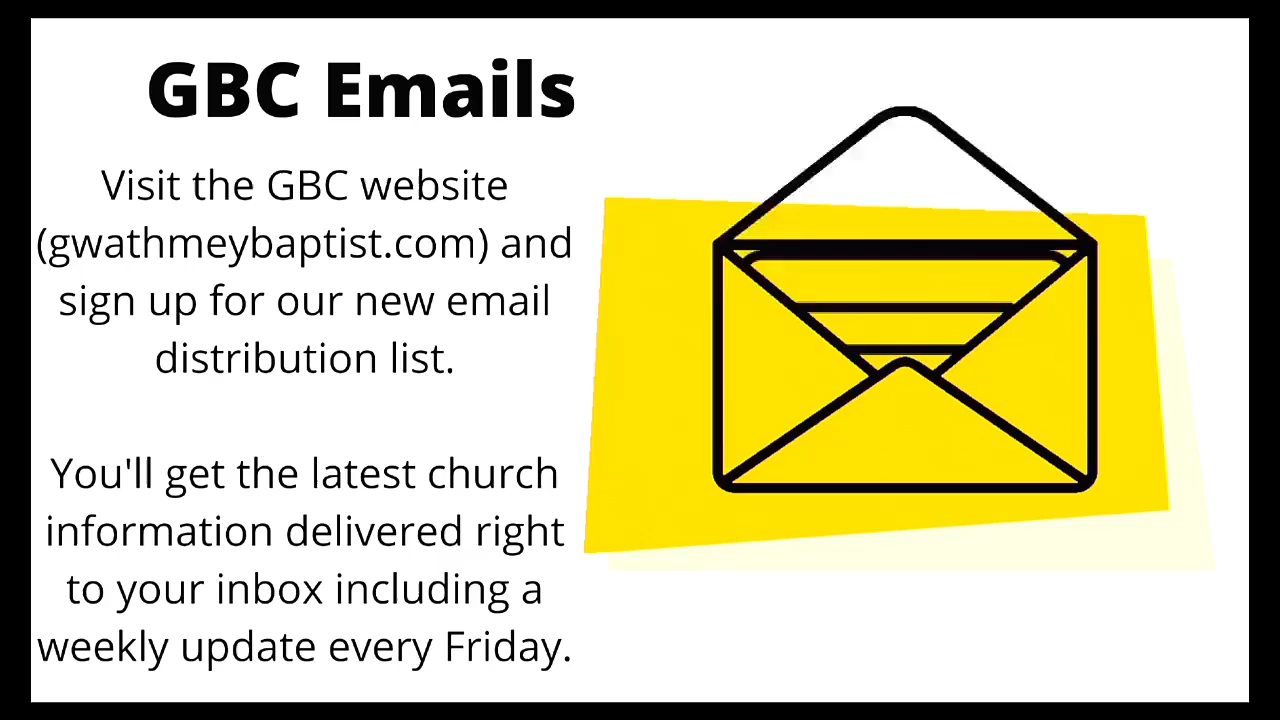 GBC Emails
Visit the GBC website
(gwathmeybaptist.com) and
sign up for our new email
distribution list.
You'll get the latest church
information delivered right
to your inbox including a
weekly update every Friday.